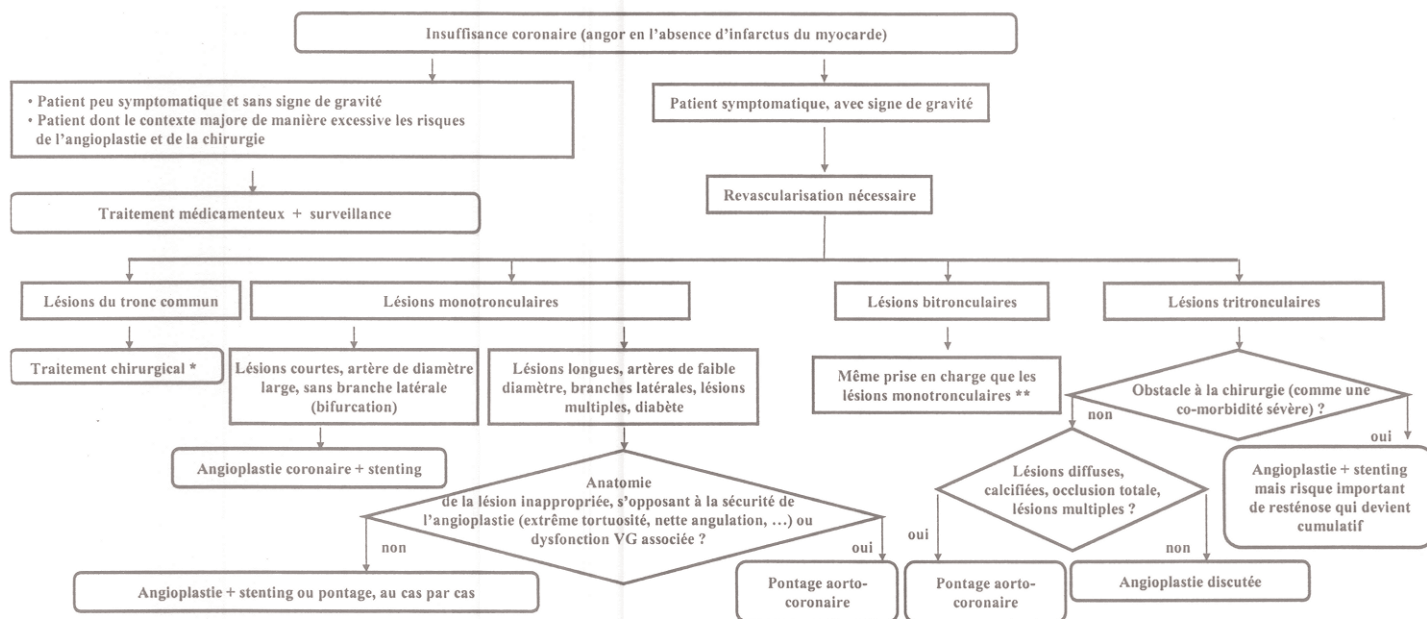 Insuffisance coronaire (angor en l'absence d'infarctus du myocarde)
• Patient peu symptomatique et sans signe de gravité
• Patient dont le contexte majore de manière excessive les risques
de l'angioplastie et de la chirurgie
Patient symptomatique, avec signe de gravité
Traitement médicamenteux + surveillance
Revascularisation nécessaire
Lésions du tronc commun
Lésions monotronculaires
Lésions bitronculaires
Lésions tritronculaires
Traitement chirurgical *
Lésions courtes, artère de diamètre
large, sans branche latérale
(bifurcation)
Lésions longues, artères de faible
diamètre, branches latérales, lésions
multiples, diabète
Même prise en charge que les
lésions monotronculaires **
Obstacle à la chirurgie (comme une
co-morbidité sévère) ?
non
oui
Angioplastie coronaire + stenting
Anatomie
de la lésion inappropriée, s'opposant à la sécurité de
l'angioplastie (extrême tortuosité, nette angulation, …) ou
dysfonction VG associée ?
Lésions diffuses,
calcifiées, occlusion totale,
lésions multiples ?
Angioplastie + stenting
mais risque important
de resténose qui devient
cumulatif
non
oui
oui
non
Angioplastie + stenting ou pontage, au cas par cas
Pontage aorto-
coronaire
Pontage aorto-
coronaire
Angioplastie discutée